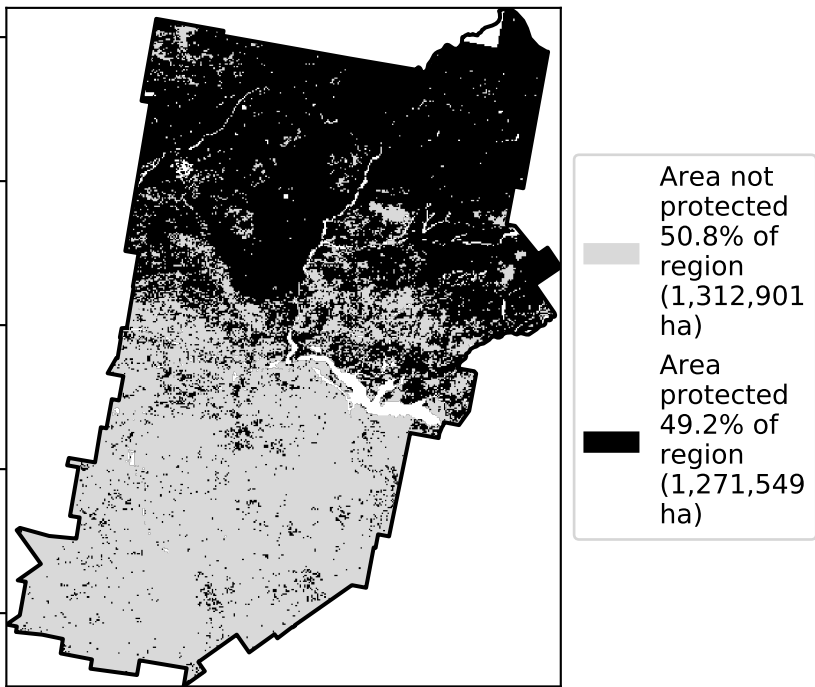 Area not
protected
50.8% of
region
(1,312,901
ha)
Area
protected
49.2% of
region
(1,271,549
ha)